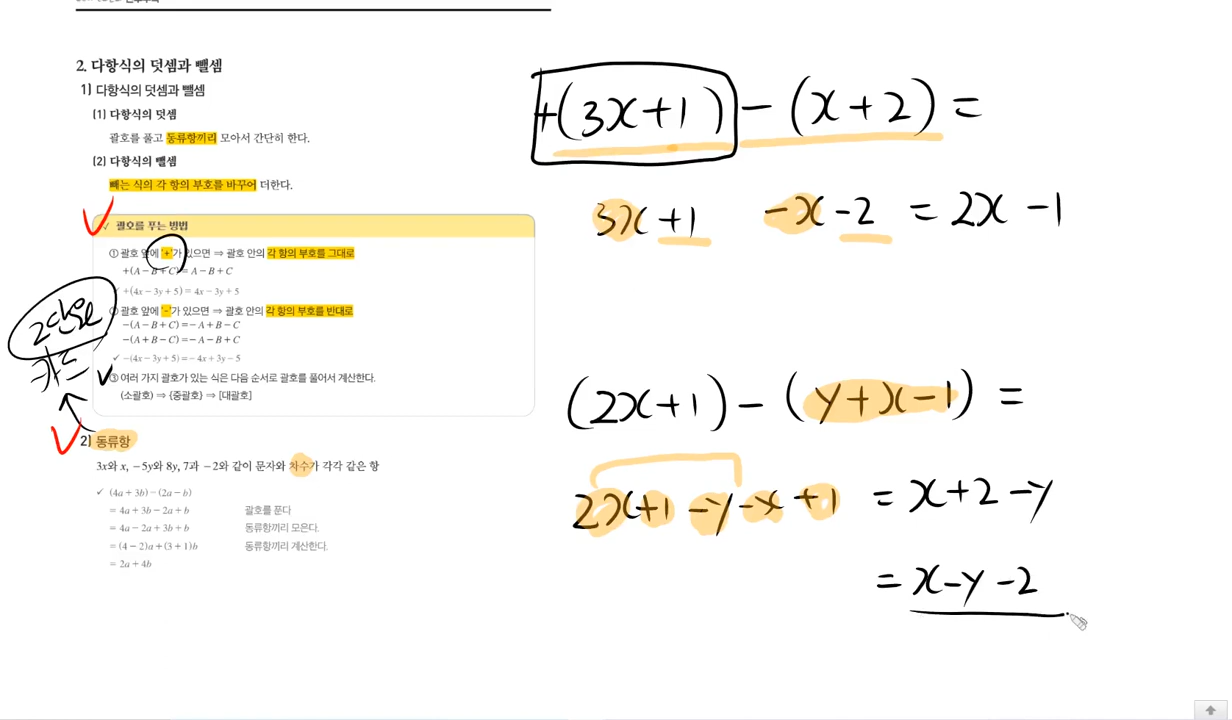 2. 다항식의 덧셈과 뺄셈
1) 다항식의 덧셈과 뺄셈
(1) 다항식의 덧셈
괄호를 풀고 동류항끼리 모아서 간단히 한다.
(2) 다항식의 뺄셈
빼는 식의 각 항의 부호를 바꾸어 더한다.
✓ 괄호를 푸는 방법
① 괄호 앞에 '+'가 있으면 ⇒ 괄호 안의 각 항의 부호를 그대로
+(A-B+C)=A-B+C
✓ +(4x-3y+5)=4x-3y+5
② 괄호 앞에 '-'가 있으면 ⇒ 괄호 안의 각 항의 부호를 반대로
-(A-B+C)=-A+B-C
-(A+B-C)=-A-B+C
✓ -(4x-3y+5)=-4x+3y-5
③ 여러 가지 괄호가 있는 식은 다음 순서로 괄호를 풀어서 계산한다.
(소괄호) ⇒ {중괄호} ⇒ [대괄호]
2) 동류항
3x와 x, -5y와 8y, 7과 -2와 같이 문자와 차수가 각각 같은 항
✓ (4a+3b)-(2a-b)
=4a+3b-2a+b 괄호를 푼다
=4a-2a+3b+b 동류항끼리 모은다.
=(4-2)a+(3+1)b 동류항끼리 계산한다.
=2a+4b
2단원
카드
+(3x+1)-(x+2)=
3x+1 -x-2 =2x-1
(2x+1)-(y+x-1)=
2x+1-y-x+1 =x+2-y
=x-y-2